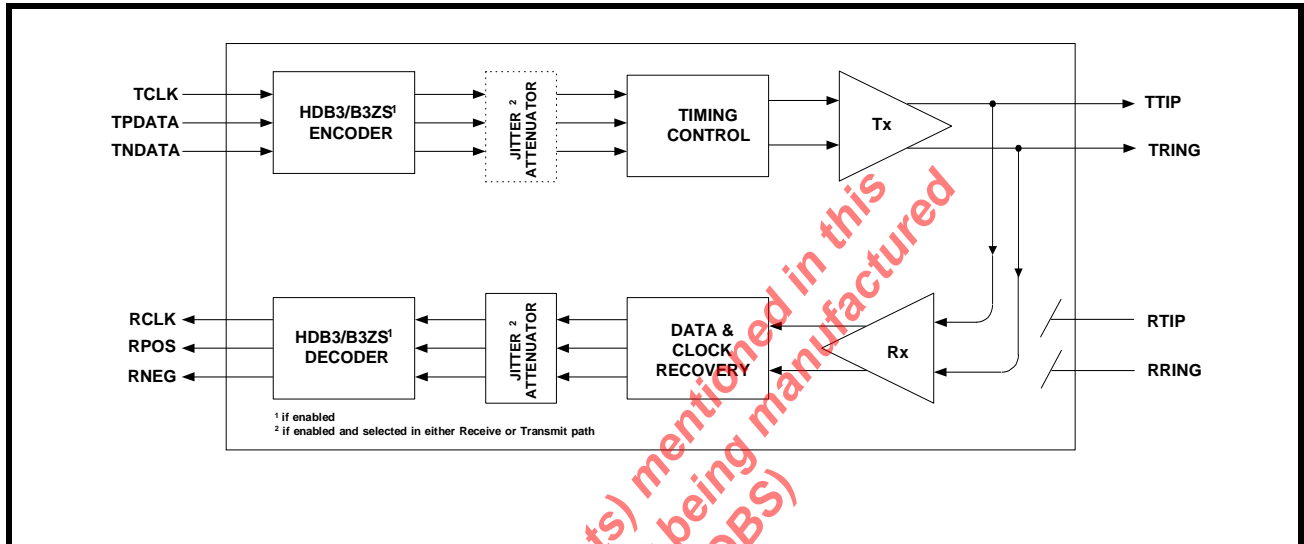 TCLK
TPDATA
TNDATA
HDB3/B3ZS¹
ENCODER
JITTER ²
ATTENUATOR
TIMING
CONTROL
Tx
TTIP
TRING
RCLK
RPOS
RNEG
HDB3/B3ZS¹
DECODER
JITTER ²
ATTENUATOR
DATA &
CLOCK
RECOVERY
Rx
RTIP
RRING
¹ if enabled
² if enabled and selected in either Receive or Transmit path
ts) mentioned in this
being manufactured
OBS)